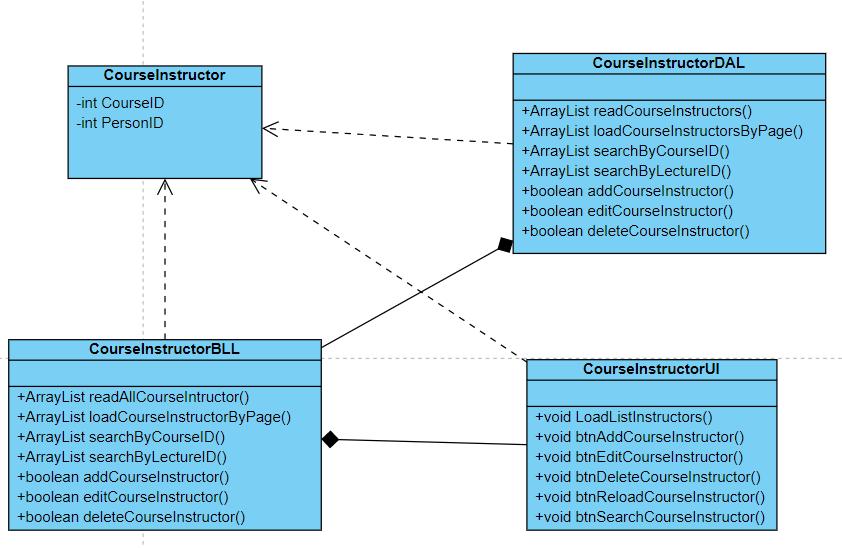 CourseInstructor
-int CourseID
-int PersonID
CourseInstructorDAL
+ArrayList readCourseInstructors()
+ArrayList loadCourseInstructorsByPage()
+ArrayList searchByCourseID()
+ArrayList searchByLectureID()
+boolean addCourseInstructor()
+boolean editCourseInstructor()
+boolean deleteCourseInstructor()
CourseInstructorBLL
+ArrayList readAllCourseIntructor()
+ArrayList loadCourseInstructorByPage()
+ArrayList searchByCourseID()
+ArrayList searchByLectureID()
+boolean addCourseInstructor()
+boolean editCourseInstructor()
+boolean deleteCourseInstructor()
CourseInstructorUI
+void LoadListInstructors()
+void btnAddCourseInstructor()
+void btnEditCourseInstructor()
+void btnDeleteCourseInstructor()
+void btnReloadCourseInstructor()
+void btnSearchCourseInstructor()